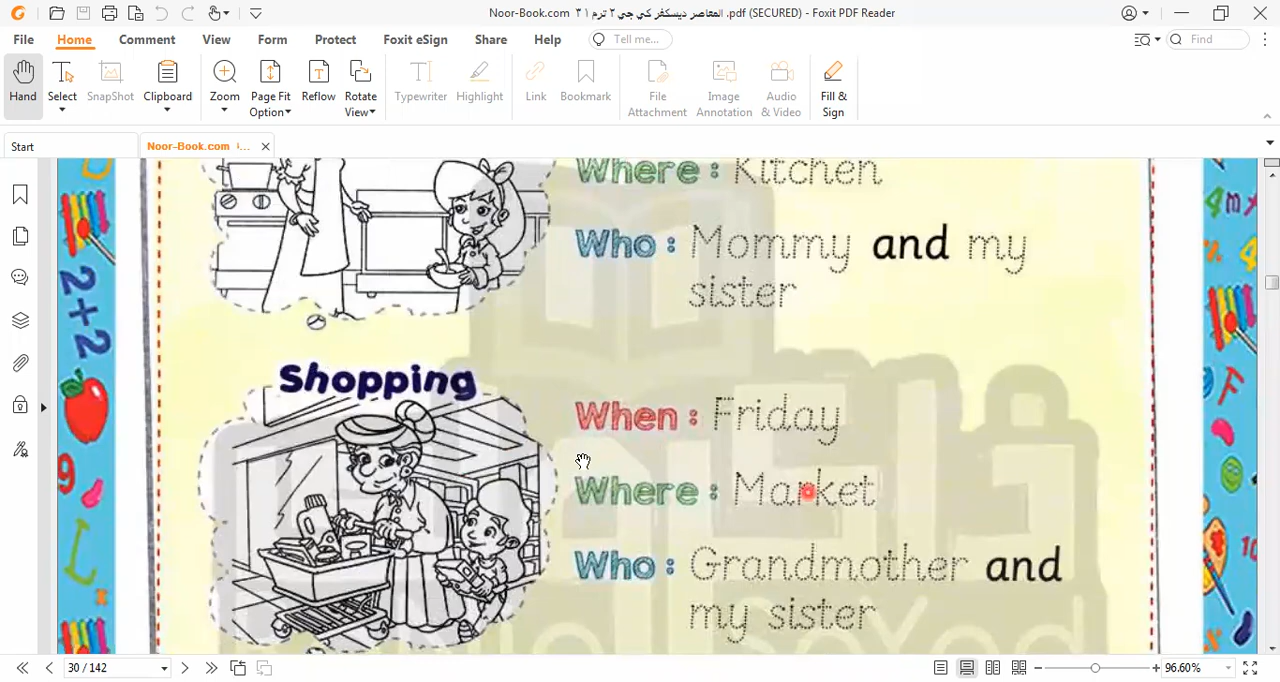 Noor-Book.com المعاصر ديسكفر كي جي ٢ ترم ١ ٣ .pdf (SECURED) - Foxit PDF Reader
File Home Comment View Form Protect Foxit eSign Share Help Tell me... Find
Hand Select SnapShot Clipboard Zoom Page Fit Option Reflow Rotate View Typewriter Highlight Link Bookmark File Attachment Image Annotation Audio & Video Fill & Sign
Start Noor-Book.com ...
Where : Kitchen
Who : Mommy and my
sister
Shopping
When : Friday
Where : Market
Who : Grandmother and
my sister
2+2
9
30 / 142
96.60%